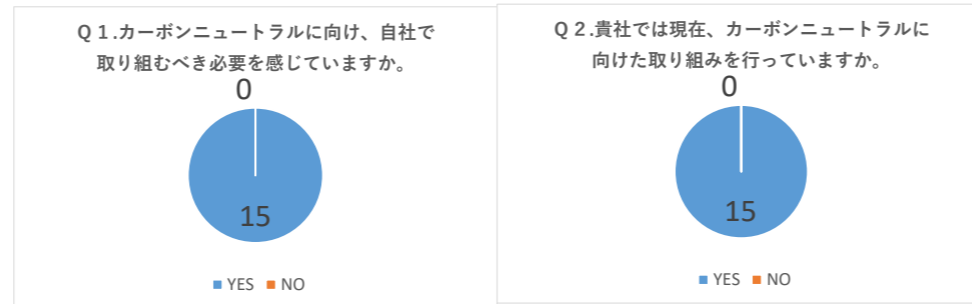 Q１.カーボンニュートラルに向け、自社で
取り組むべき必要を感じていますか。
0
15
YES NO
Q２.貴社では現在、カーボンニュートラルに
向けた取り組みを行っていますか。
0
15
YES NO